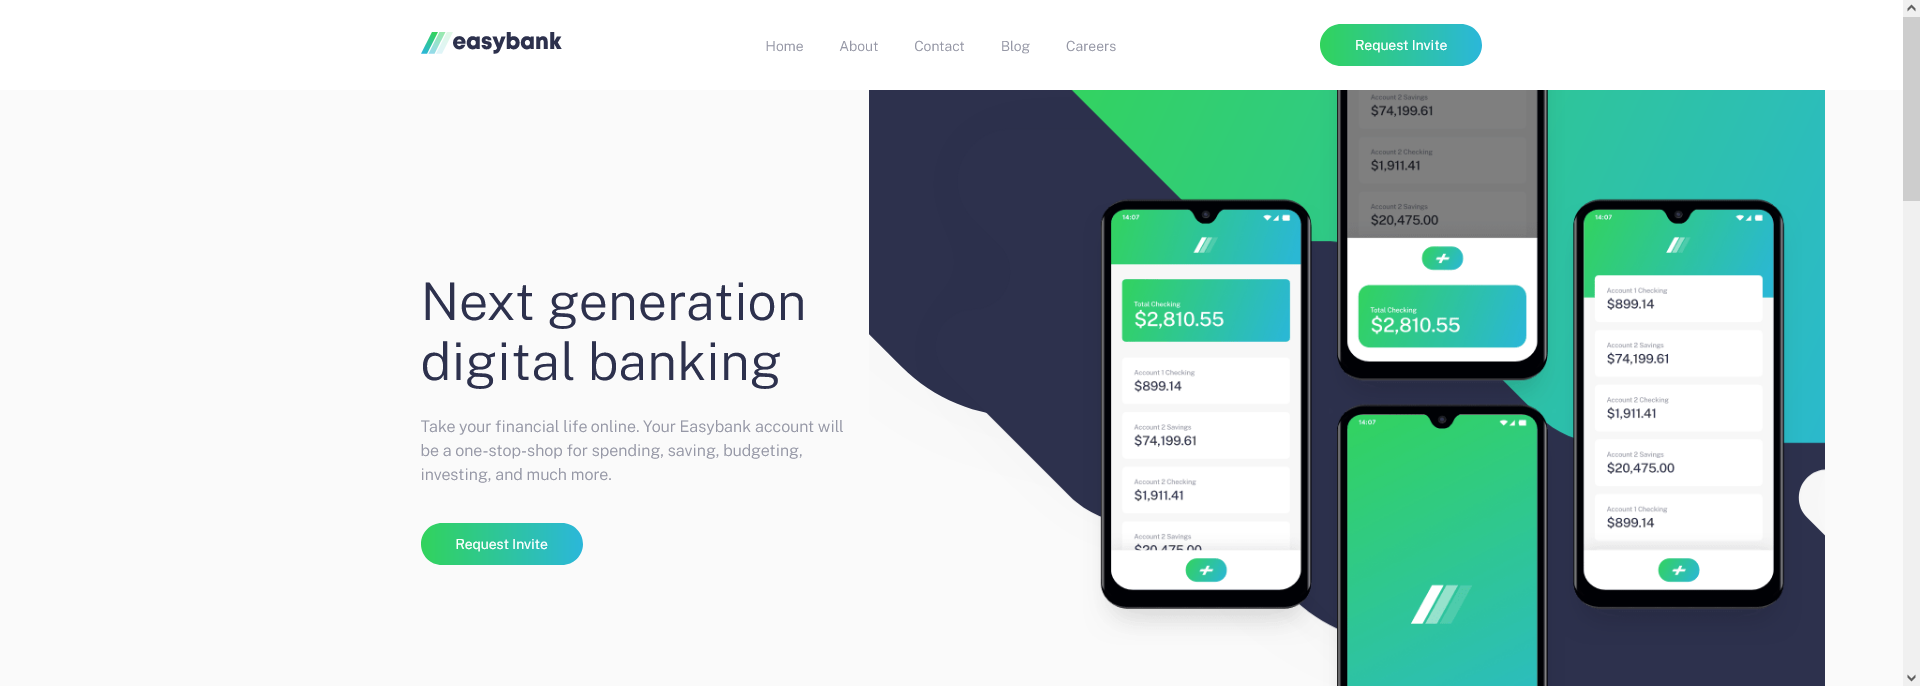 easybank
Home
About
Contact
Blog
Careers
Request Invite
Next generation
digital banking
Take your financial life online. Your Easybank account will
be a one-stop-shop for spending, saving, budgeting,
investing, and much more.
Request Invite
14:07
Total Checking
$2,810.55
Account 1 Checking
$899.14
Account 2 Savings
$74,199.61
Account 2 Checking
$1,911.41
Account 2 Savings
$20,475.00
Account 2 Savings
$74,199.61
Account 2 Checking
$1,911.41
Account 2 Savings
$20,475.00
Total Checking
$2,810.55
14:07
14:07
Account 1 Checking
$899.14
Account 2 Savings
$74,199.61
Account 2 Checking
$1,911.41
Account 2 Savings
$20,475.00
Account 1 Checking
$899.14